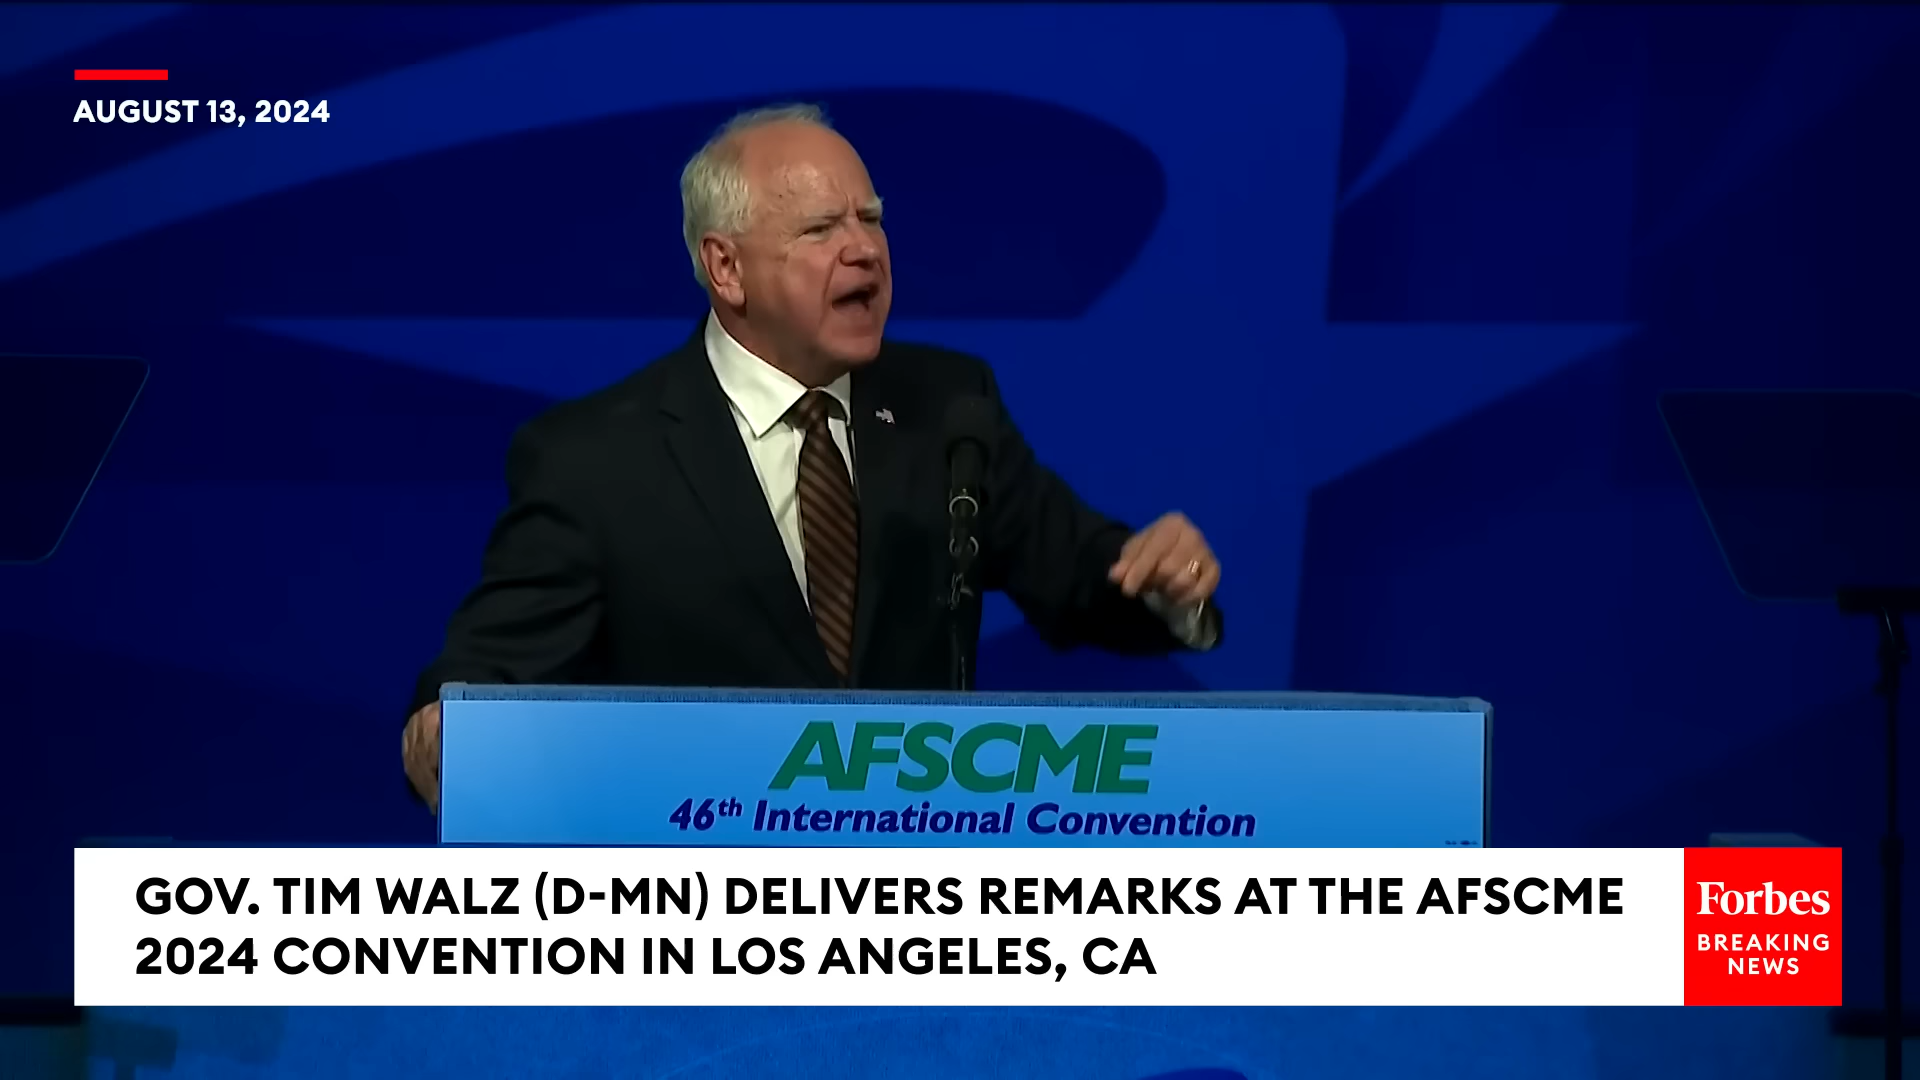 AUGUST 13, 2024
AFSCME
46th International Convention
GOV. TIM WALZ (D-MN) DELIVERS REMARKS AT THE AFSCME
2024 CONVENTION IN LOS ANGELES, CA
Forbes
BREAKING
NEWS